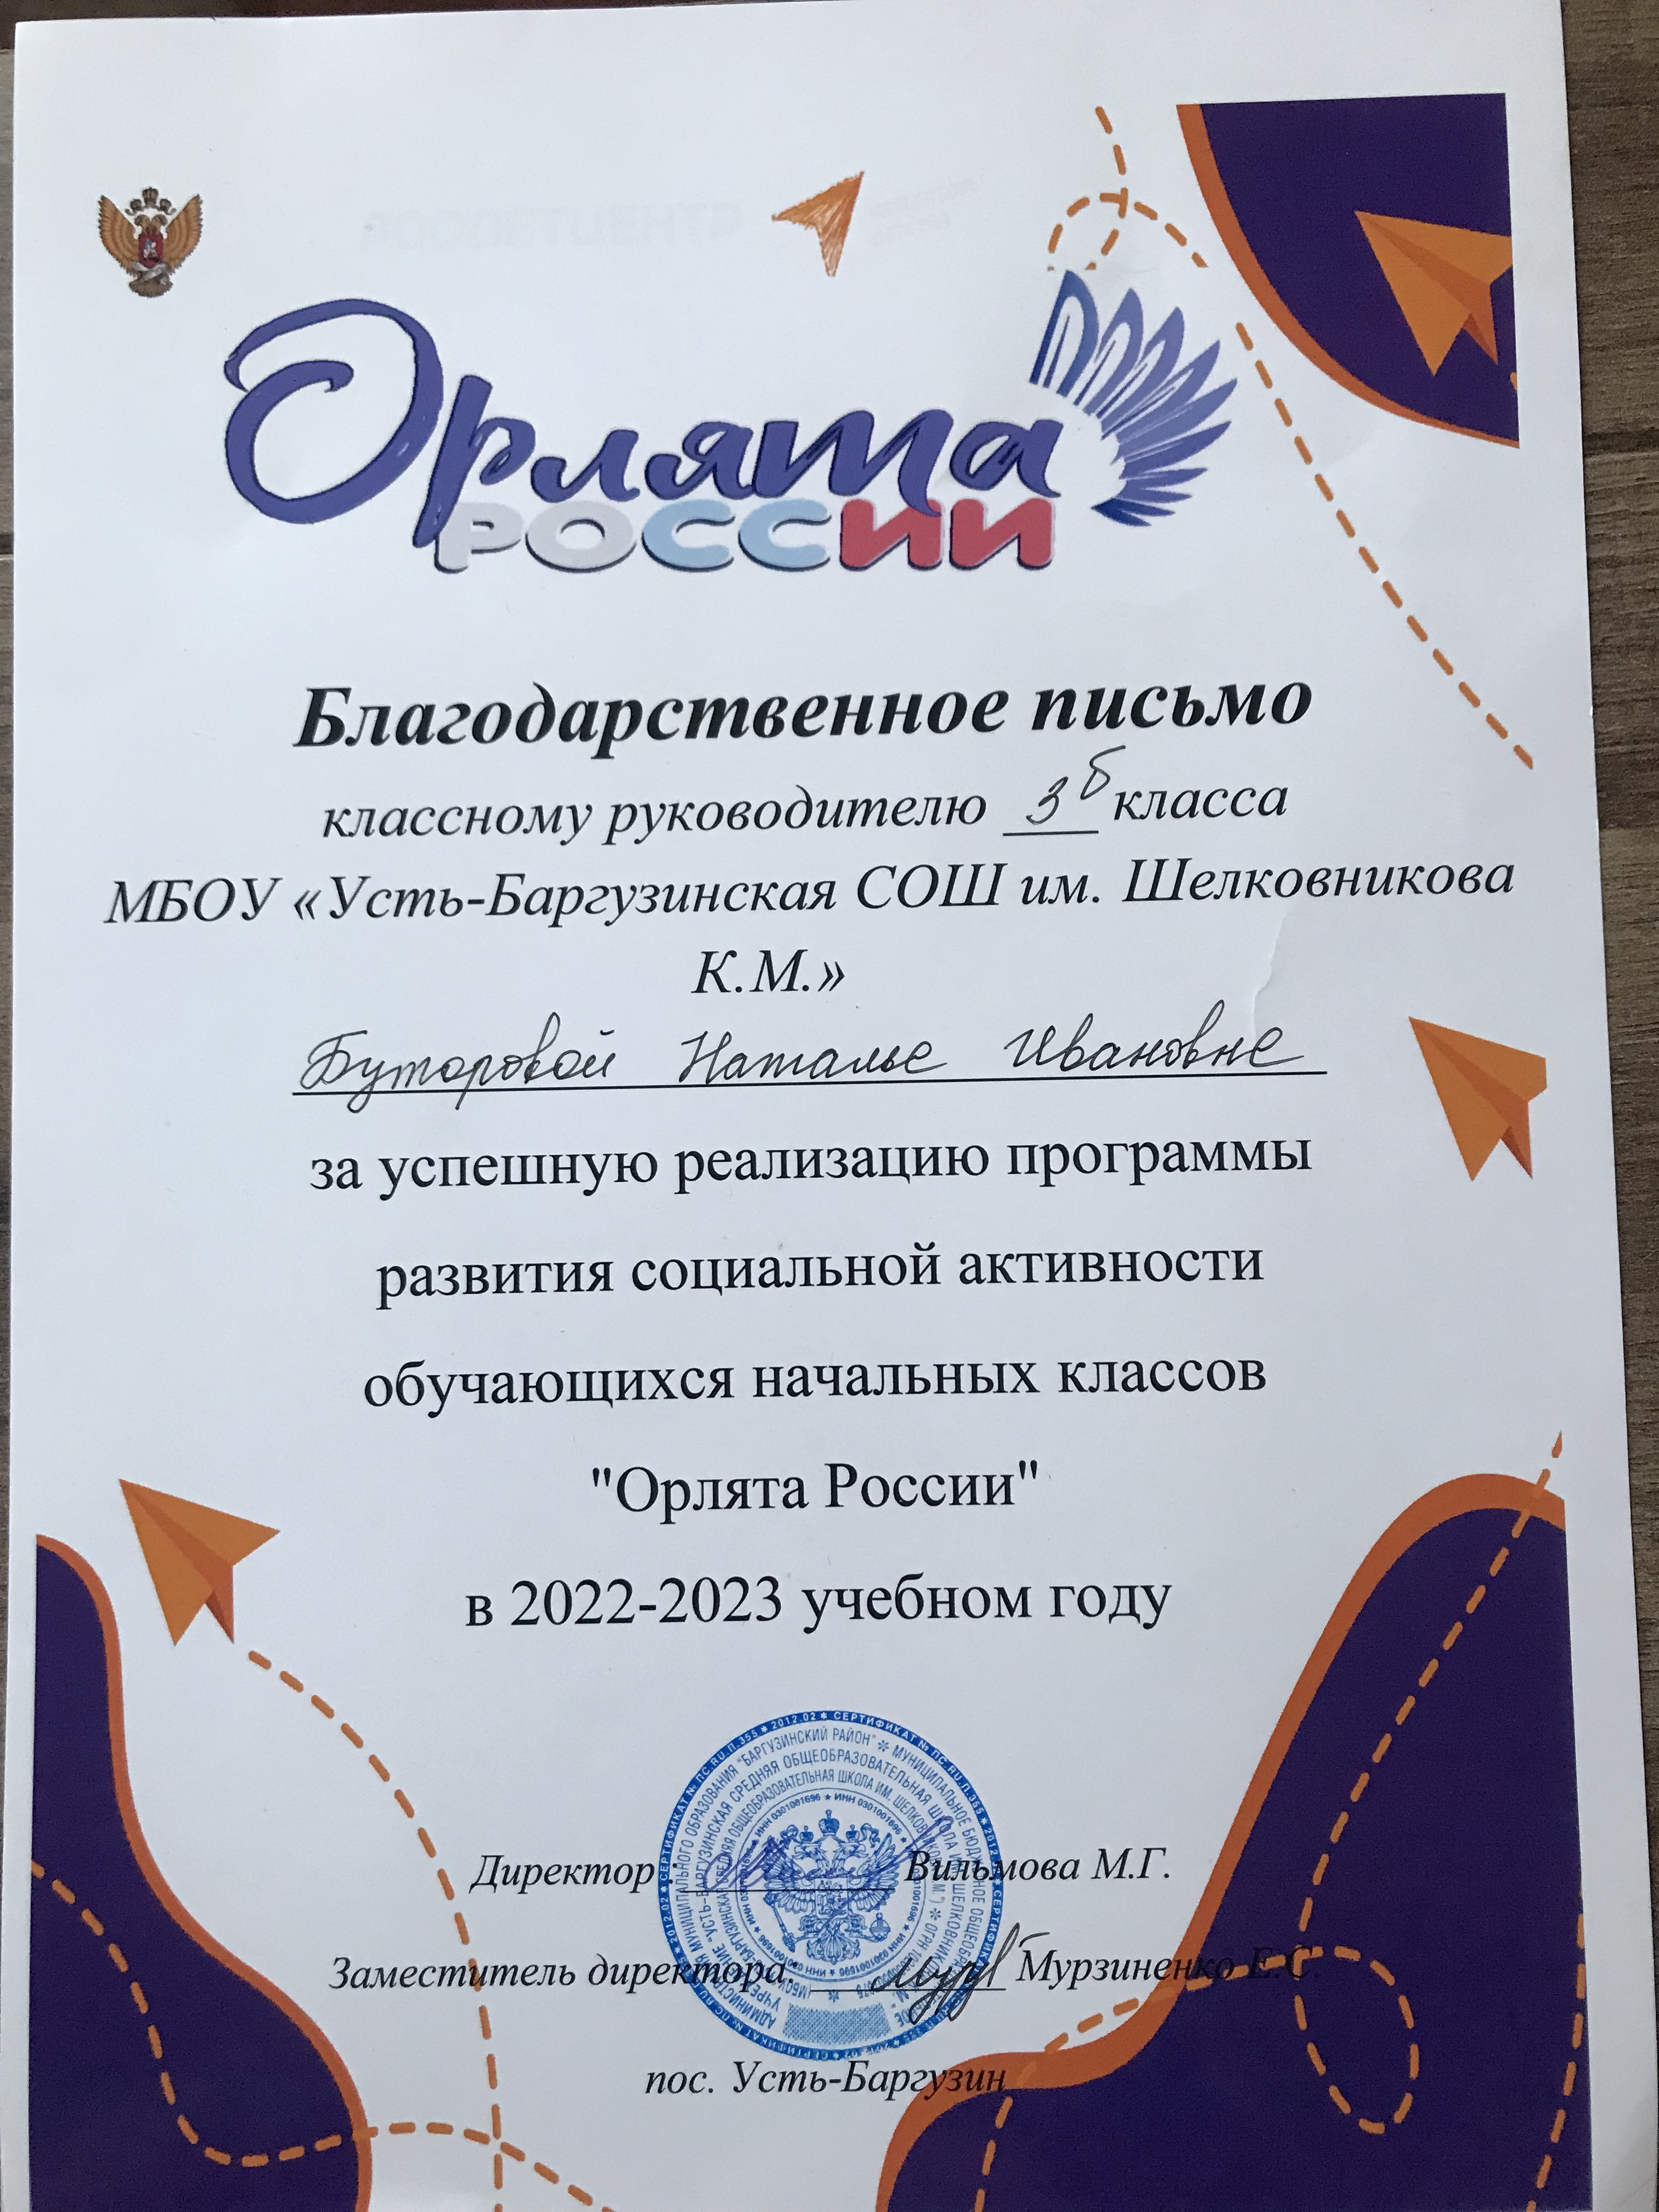 Орлята
РОССИИ
Благодарственное письмо
классному руководителю 3б класса
МБОУ «Усть-Баргузинская СОШ им. Шелковникова
К.М.»
Буторовой Наталье Ивановне
за успешную реализацию программы
развития социальной активности
обучающихся начальных классов
"Орлята России"
в 2022-2023 учебном году
Директор : Вильмова М.Г.
Заместитель директора. Мурзиненко Е.С.
пос. Усть-Баргузин